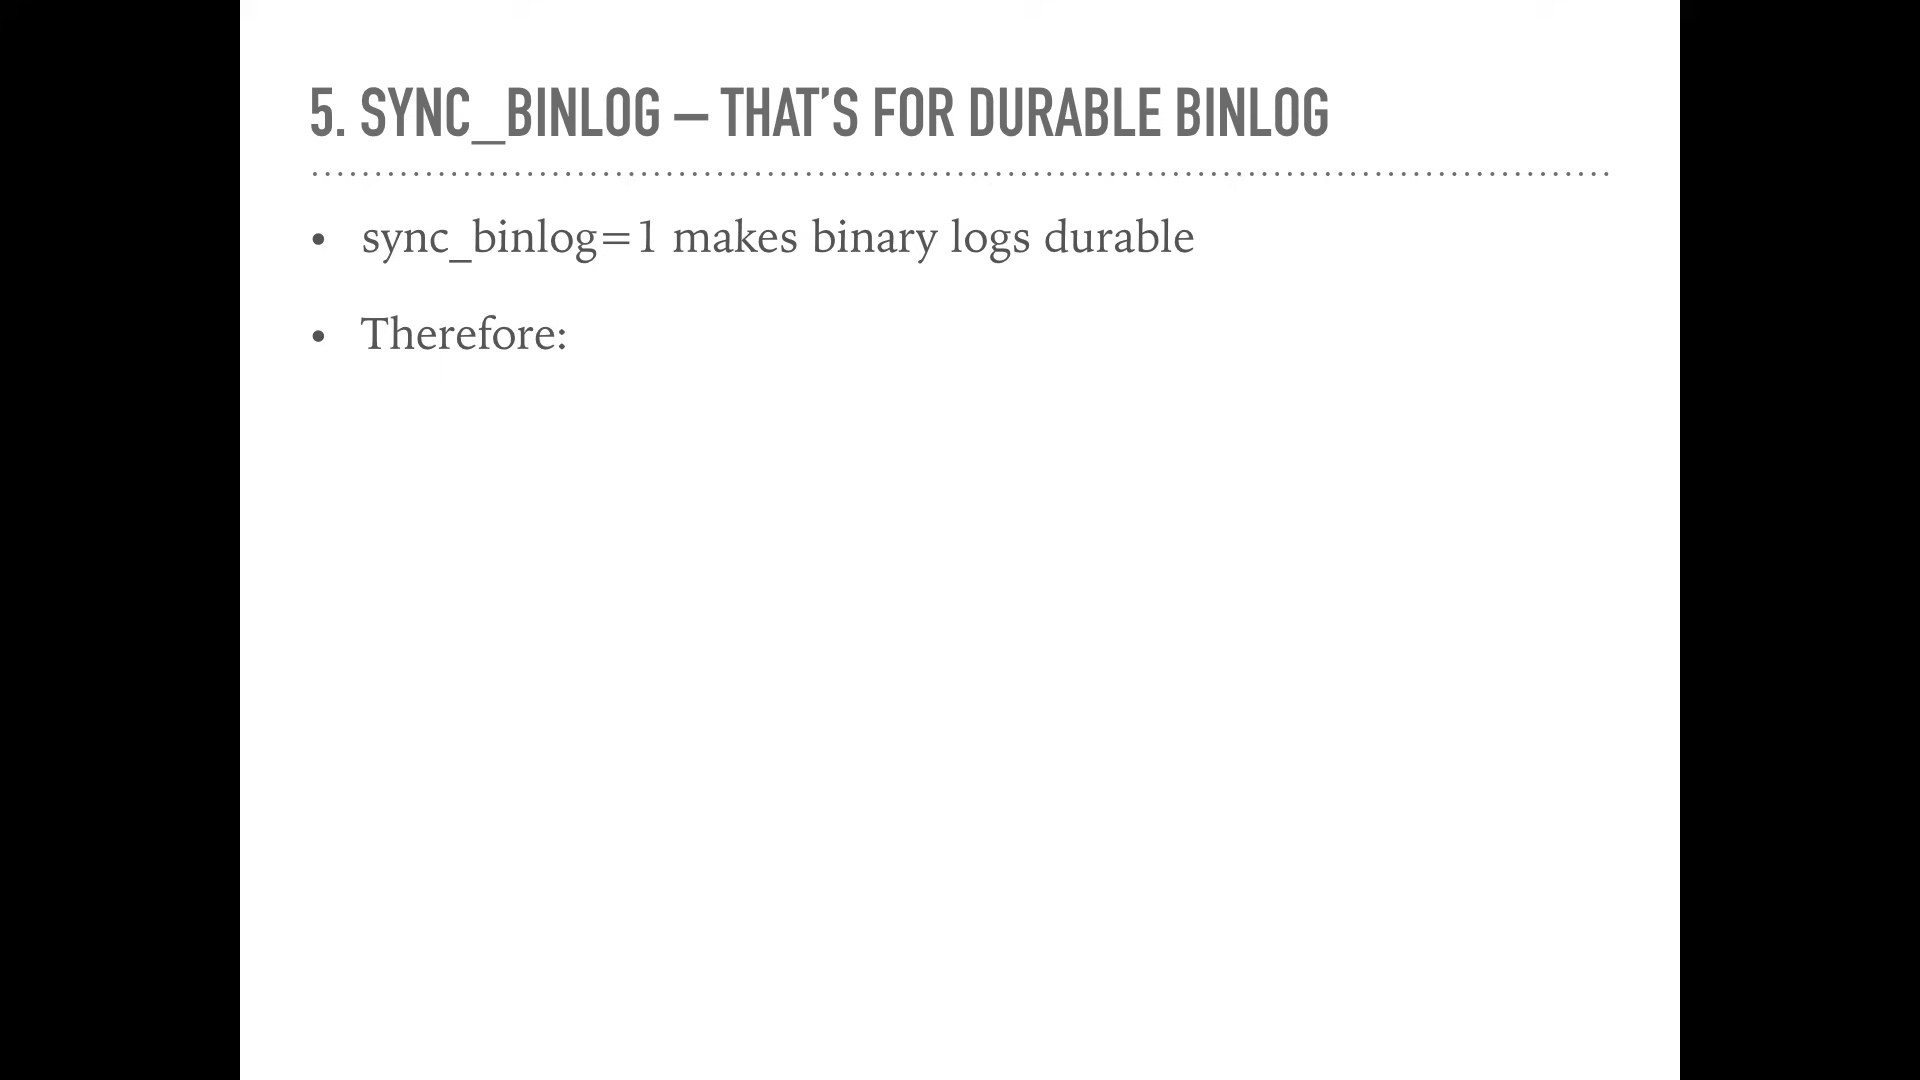 5. SYNC_BINLOG – THAT’S FOR DURABLE BINLOG
• sync_binlog=1 makes binary logs durable
• Therefore: